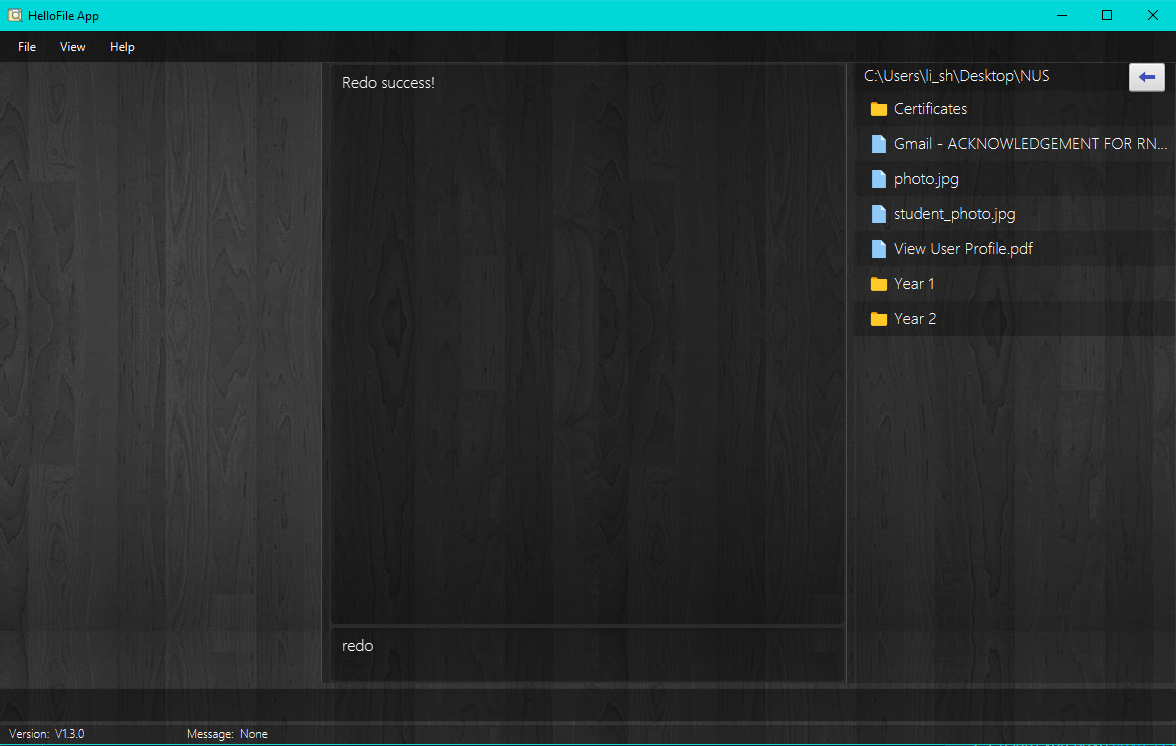 HelloFile App
File View Help
Redo success!
C:\Users\li_sh\Desktop\NUS
Certificates
Gmail - ACKNOWLEDGEMENT FOR RN...
photo.jpg
student_photo.jpg
View User Profile.pdf
Year 1
Year 2
redo
Version: V1.3.0 Message: None